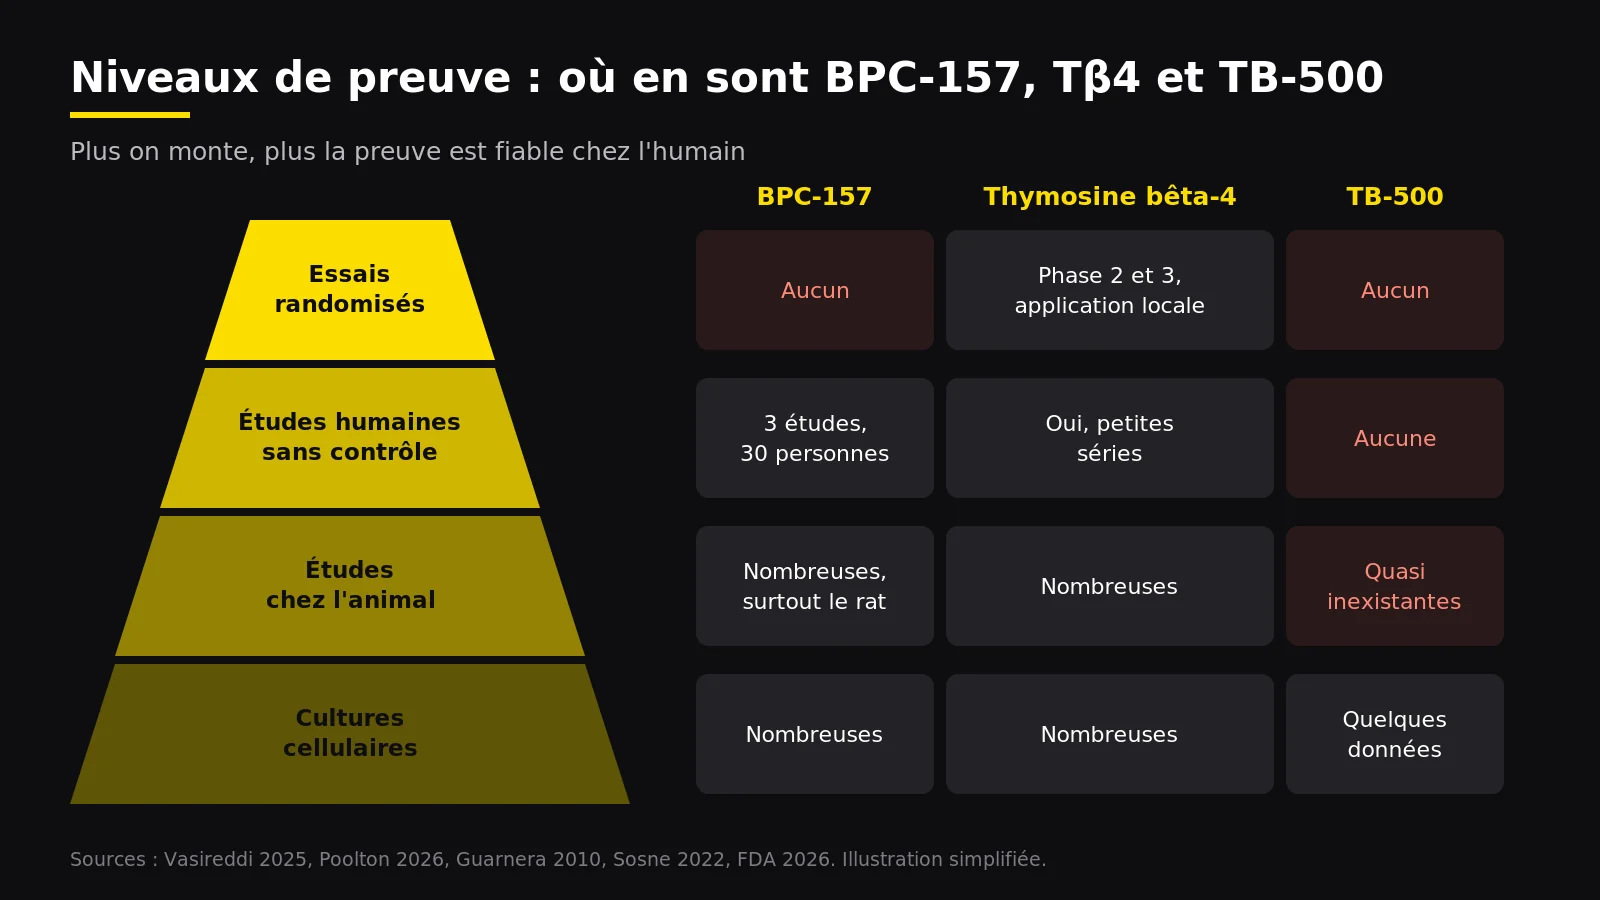 Niveaux de preuve : où en sont BPC-157, Tβ4 et TB-500
Plus on monte, plus la preuve est fiable chez l'humain
BPC-157
Thymosine bêta-4
TB-500
Essais
randomisés
Aucun
Phase 2 et 3,
application locale
Aucun
Études humaines
sans contrôle
3 études,
30 personnes
Oui, petites
séries
Aucune
Études
chez l'animal
Nombreuses,
surtout le rat
Nombreuses
Quasi
inexistantes
Cultures
cellulaires
Nombreuses
Nombreuses
Quelques
données
Sources : Vasireddi 2025, Poolton 2026, Guarnera 2010, Sosne 2022, FDA 2026. Illustration simplifiée.